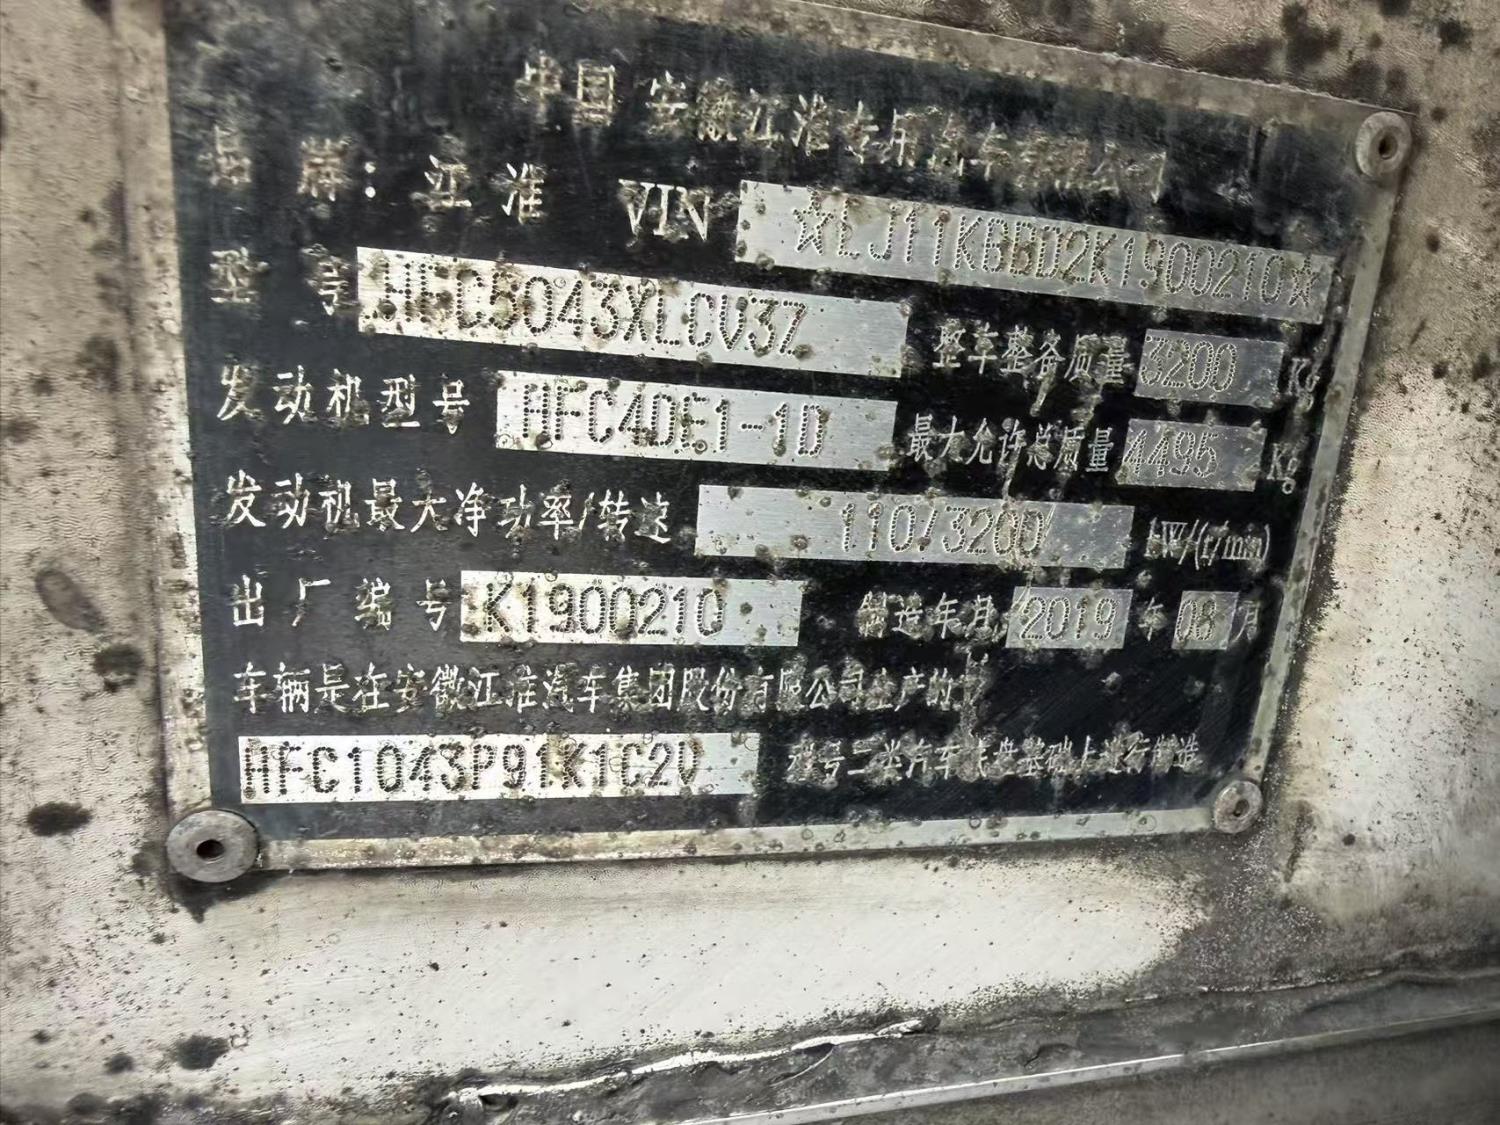 中国 安徽江淮专用汽车有限公司
品牌：江淮 VIN ☆LJ11KBBD2K1900210☆
型号 HFC5043XLCV3Z 整车整备质量 3200 Kg
发动机型号 HFC4DE1-1D 最大允许总质量 4495 Kg
发动机最大净功率/转速 110/3200 kW/(r/min)
出厂编号 K1900210 制造年月 2019 年 08 月
车辆是在安徽江淮汽车集团股份有限公司生产的
HFC1043P91K1C2V 型号二类汽车底盘基础上进行制造